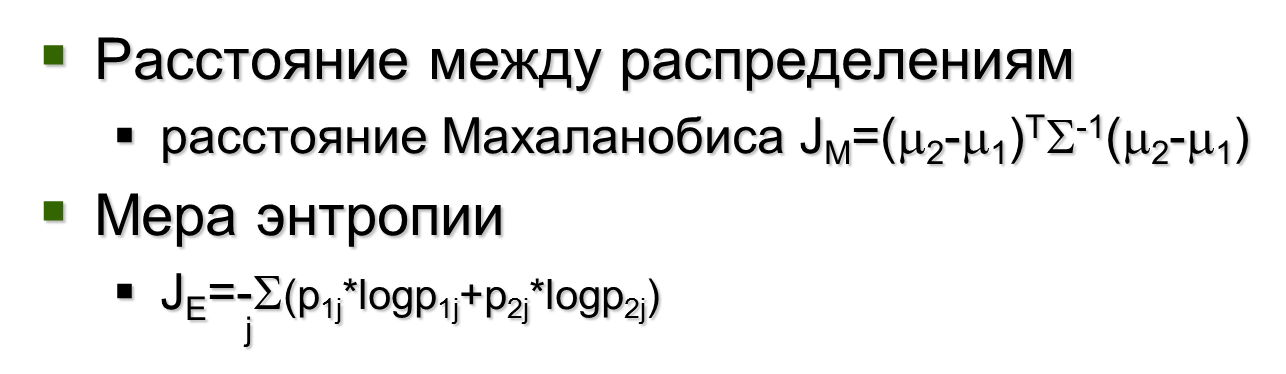 ▪ Расстояние между распределениям
▪ расстояние Махаланобиса J_M=(μ₂-μ₁)ᵀΣ⁻¹(μ₂-μ₁)
▪ Мера энтропии
▪ J_E=-Σ(p₁ⱼ*logp₁ⱼ+p₂ⱼ*logp₂ⱼ)
j